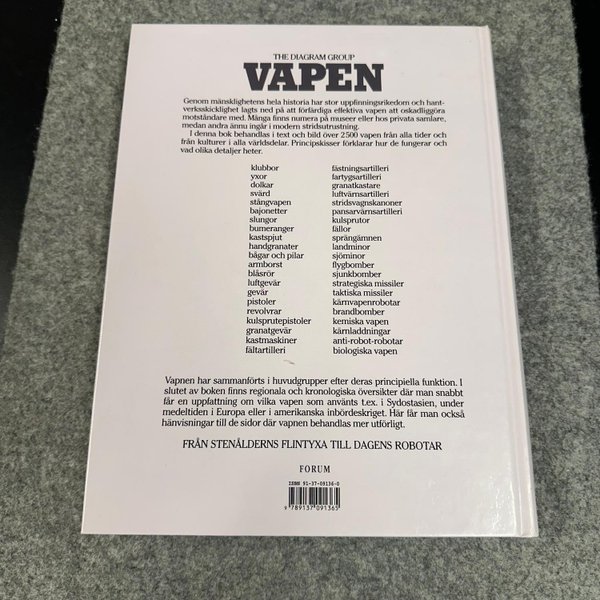 THE DIAGRAM GROUP
VAPEN
Genom mänsklighetens hela historia har stor uppfinningsrikedom och hant-
verksskicklighet lagts ned på att förfärdiga effektiva vapen att oskadliggöra
motståndare med. Många finns numera på museer eller hos privata samlare,
medan andra ännu ingår i modern stridsutrustning.
I denna bok behandlas i text och bild över 2500 vapen från alla tider och
från kulturer i alla världsdelar. Principskisser förklarar hur de fungerar och
vad olika detaljer heter.
klubbor
yxor
dolkar
svärd
stångvapen
bajonetter
slungor
bumeranger
kastspjut
handgranater
bågar och pilar
armborst
blåsrör
luftgevär
gevär
pistoler
revolvrar
kulsprutepistoler
granatgevär
kastmaskiner
fältartilleri
fästningsartilleri
fartygsartilleri
granatkastare
luftvärnsartilleri
stridsvagnskanoner
pansarvärnsartilleri
kulsprutor
fällor
sprängämnen
landminor
sjöminor
flygbomber
sjunkbomber
strategiska missiler
taktiska missiler
kärnvapenrobotar
brandbomber
kemiska vapen
kärnladdningar
anti-robot-robotar
biologiska vapen
Vapnen har sammanförts i huvudgrupper efter deras principiella funktion. I
slutet av boken finns regionala och kronologiska översikter där man snabbt
får en uppfattning om vilka vapen som använts t.ex. i Sydostasien, under
medeltiden i Europa eller i amerikanska inbördeskriget. Här får man också
hänvisningar till de sidor där vapnen behandlas mer utförligt.
FRÅN STENÅLDERNS FLINTYXA TILL DAGENS ROBOTAR
FORUM
ISBN 91-37-09136-0
9 789137 091365